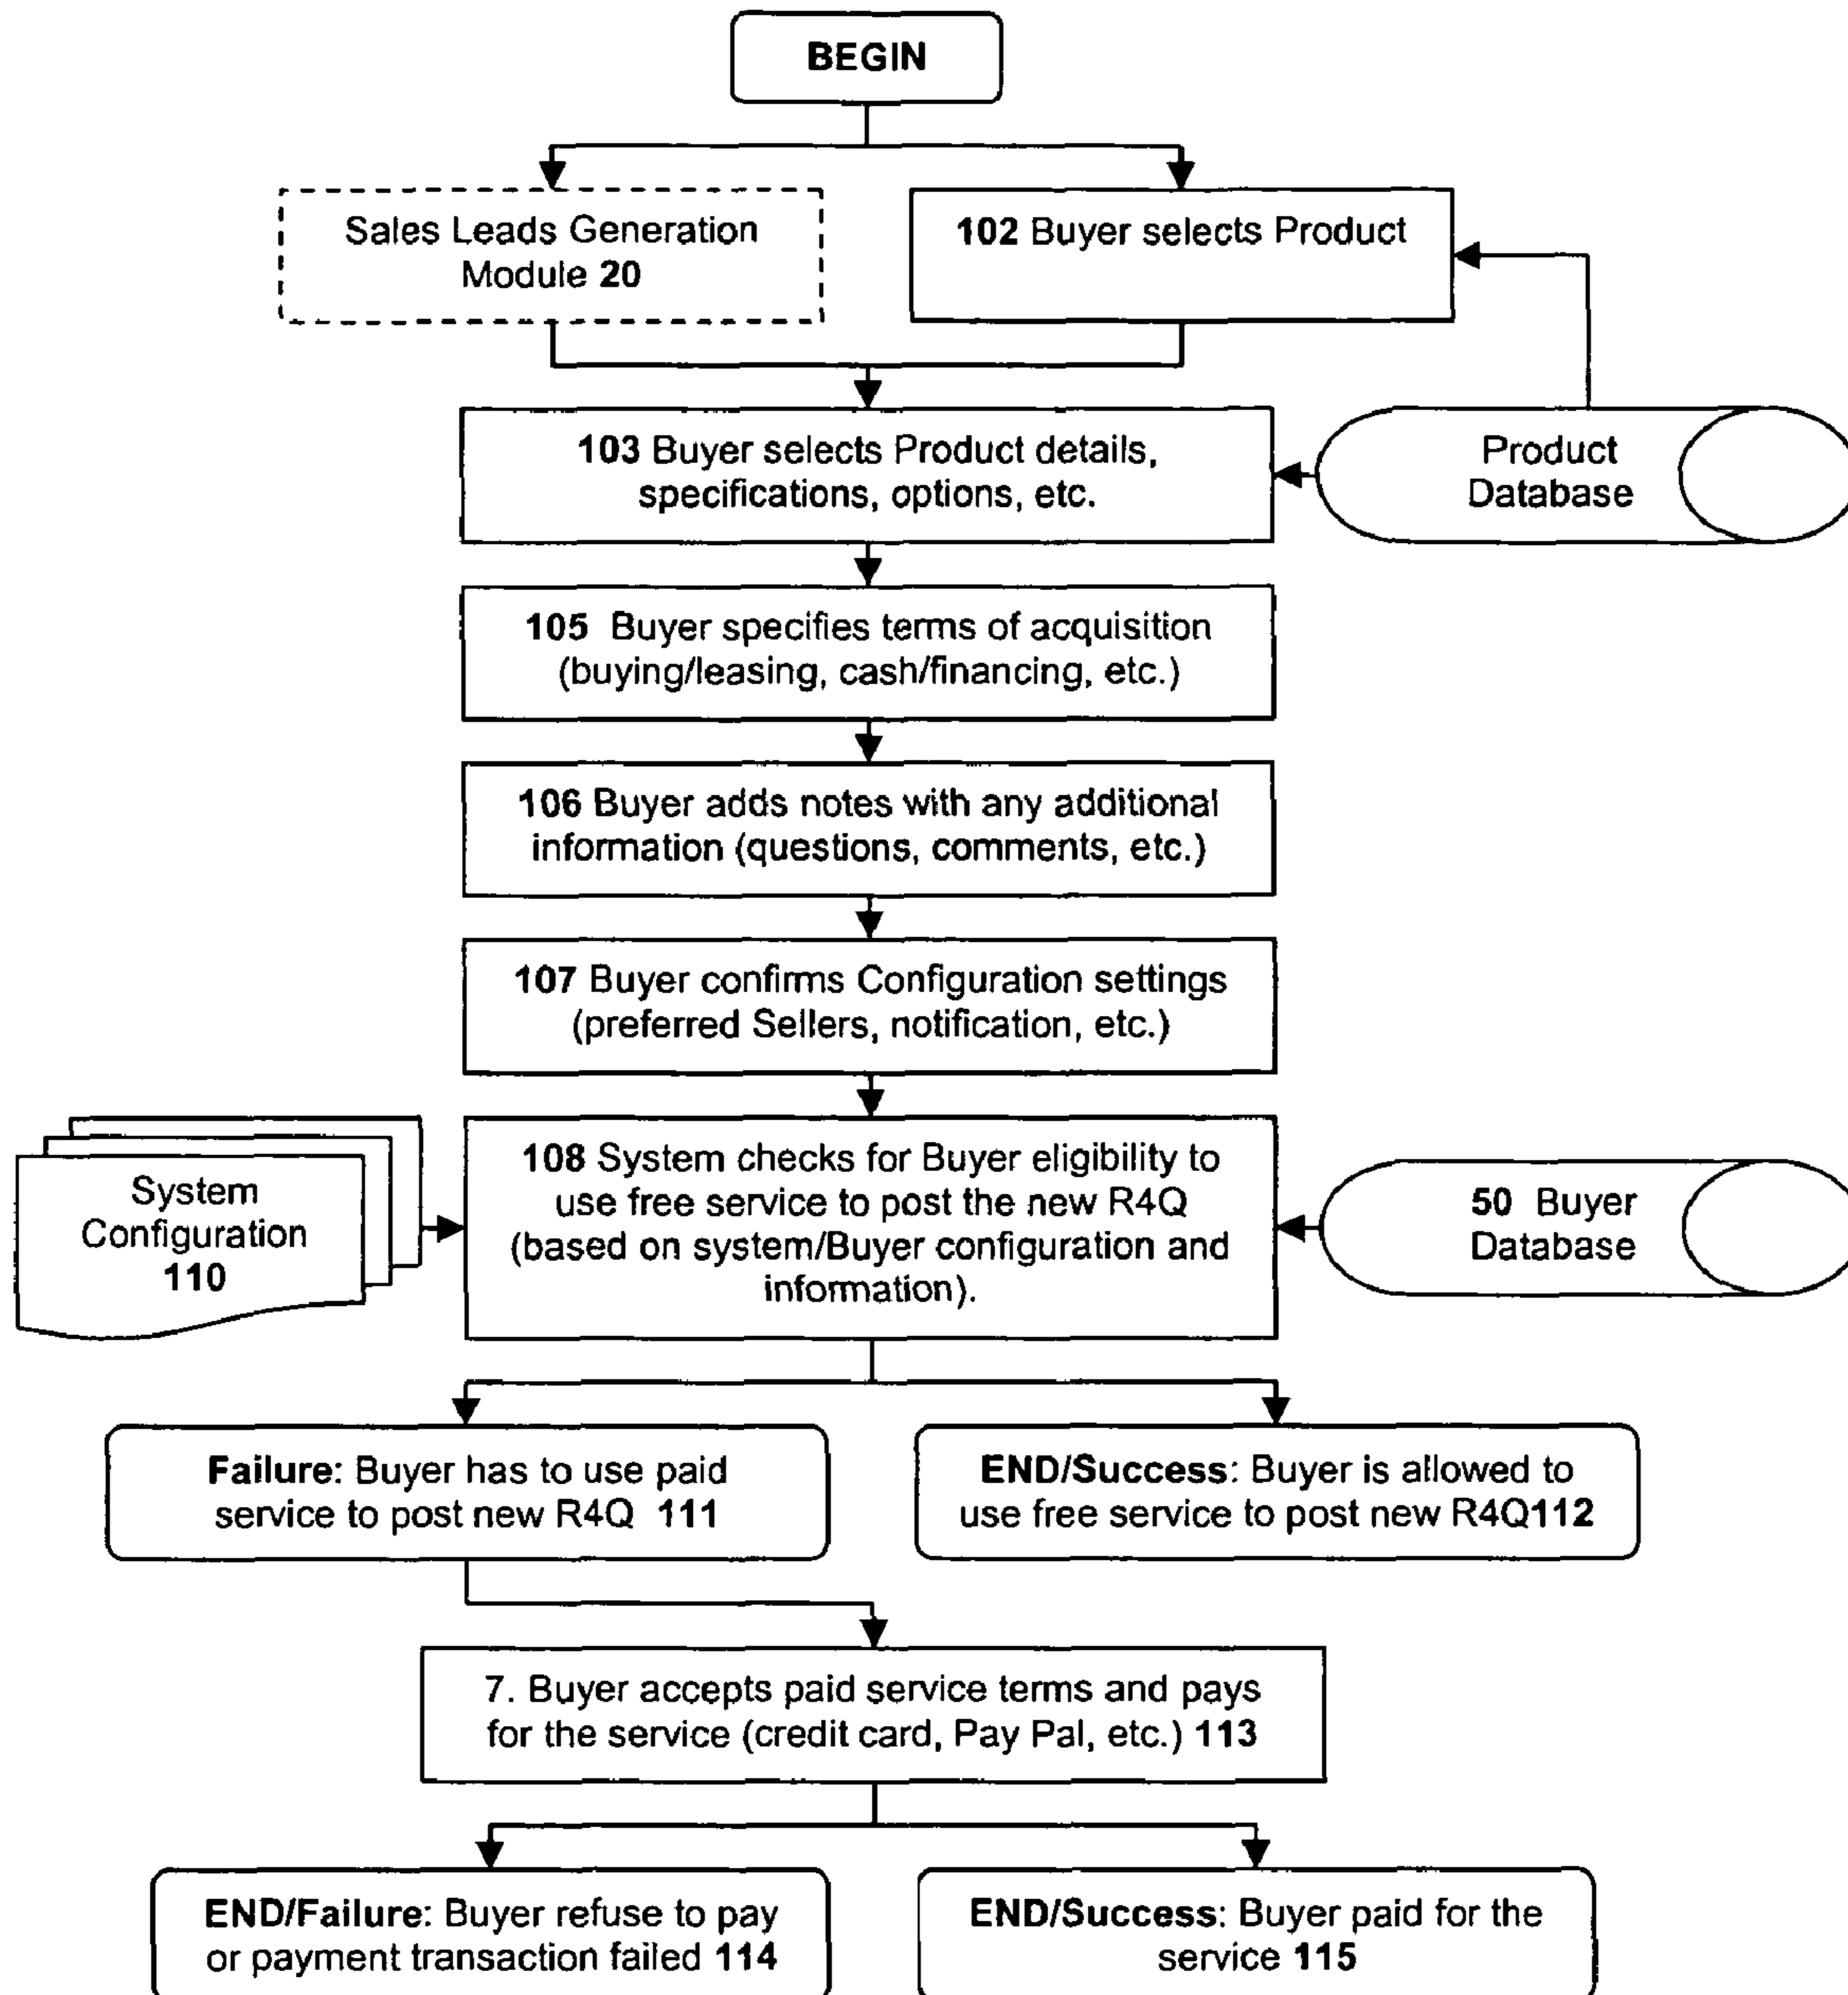 BEGIN
Sales Leads Generation
Module 20
102 Buyer selects Product
103 Buyer selects Product details,
specifications, options, etc.
Product
Database
105 Buyer specifies terms of acquisition
(buying/leasing, cash/financing, etc.)
106 Buyer adds notes with any additional
information (questions, comments, etc.)
107 Buyer confirms Configuration settings
(preferred Sellers, notification, etc.)
System
Configuration
110
108 System checks for Buyer eligibility to
use free service to post the new R4Q
(based on system/Buyer configuration and
information).
50 Buyer
Database
Failure: Buyer has to use paid
service to post new R4Q 111
END/Success: Buyer is allowed to
use free service to post new R4Q112
7. Buyer accepts paid service terms and pays
for the service (credit card, Pay Pal, etc.) 113
END/Failure: Buyer refuse to pay
or payment transaction failed 114
END/Success: Buyer paid for the
service 115